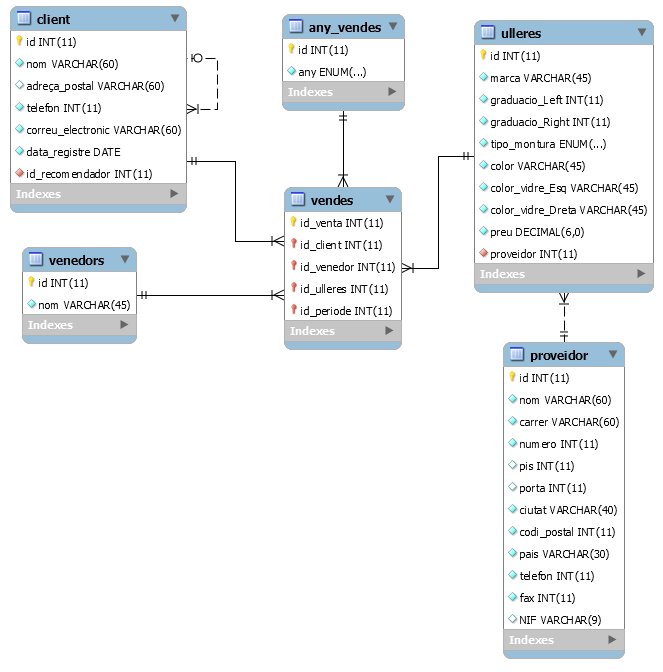 client
id INT(11)
nom VARCHAR(60)
adreça_postal VARCHAR(60)
telefon INT(11)
correu_electronic VARCHAR(60)
data_registre DATE
id_recomendador INT(11)
Indexes
any_vendes
id INT(11)
any ENUM(...)
Indexes
ulleres
id INT(11)
marca VARCHAR(45)
graduacio_Left INT(11)
graduacio_Right INT(11)
tipo_montura ENUM(...)
color VARCHAR(45)
color_vidre_Esq VARCHAR(45)
color_vidre_Dreta VARCHAR(45)
preu DECIMAL(6,0)
proveidor INT(11)
Indexes
vendes
id_venta INT(11)
id_client INT(11)
id_venedor INT(11)
id_ulleres INT(11)
id_periode INT(11)
Indexes
venedors
id INT(11)
nom VARCHAR(45)
Indexes
proveidor
id INT(11)
nom VARCHAR(60)
carrer VARCHAR(60)
numero INT(11)
pis INT(11)
porta INT(11)
ciutat VARCHAR(40)
codi_postal INT(11)
pais VARCHAR(30)
telefon INT(11)
fax INT(11)
NIF VARCHAR(9)
Indexes